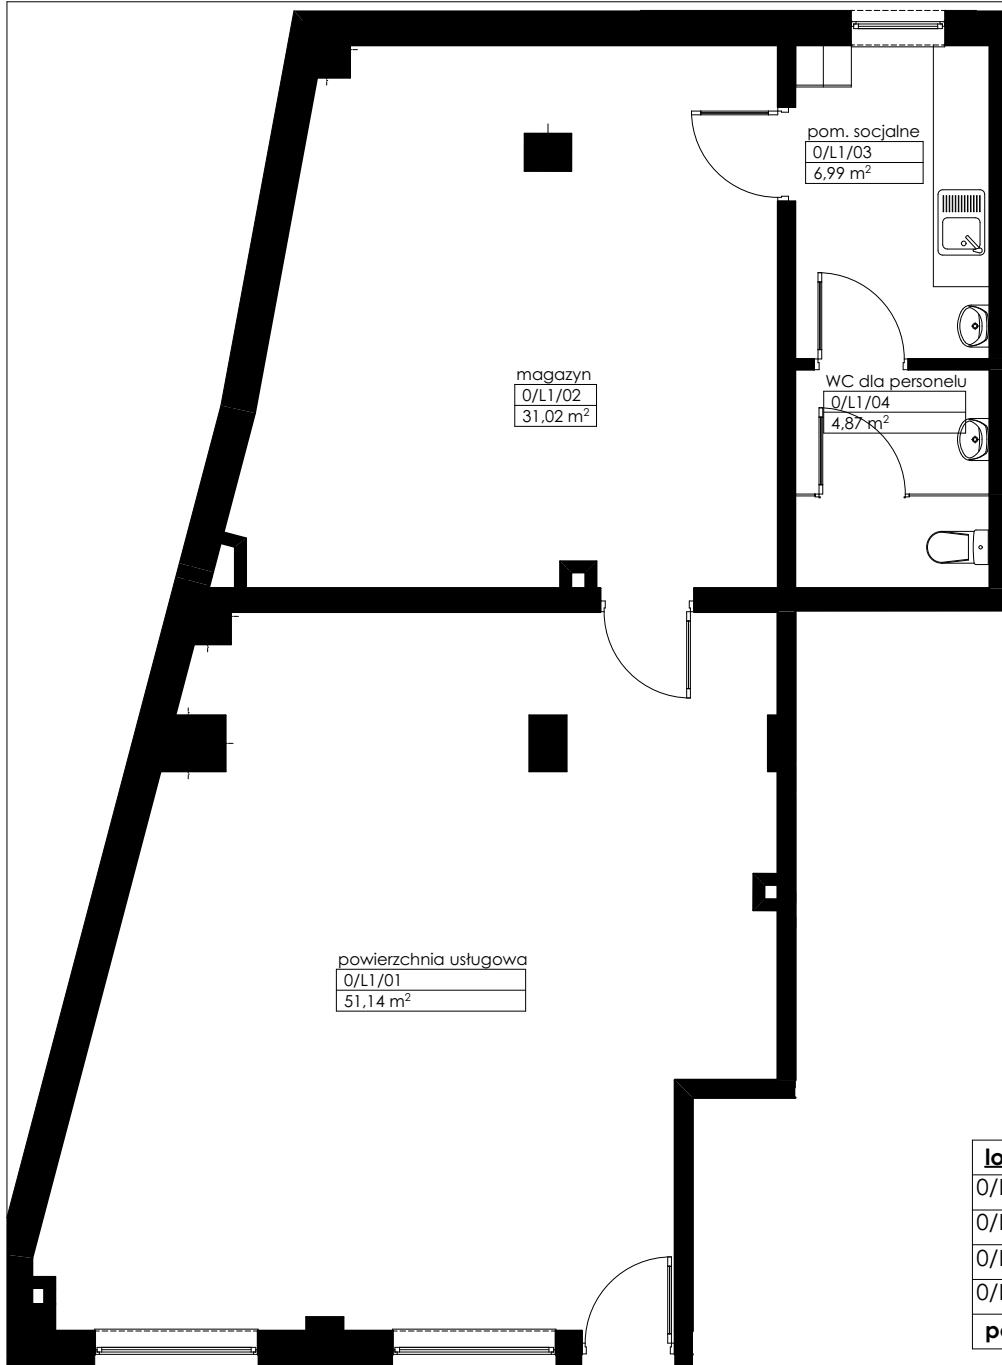 pom. socjalne
0/L1/03
6,99 m²
magazyn
0/L1/02
31,02 m²
WC dla personelu
0/L1/04
4,87 m²
powierzchnia usługowa
0/L1/01
51,14 m²